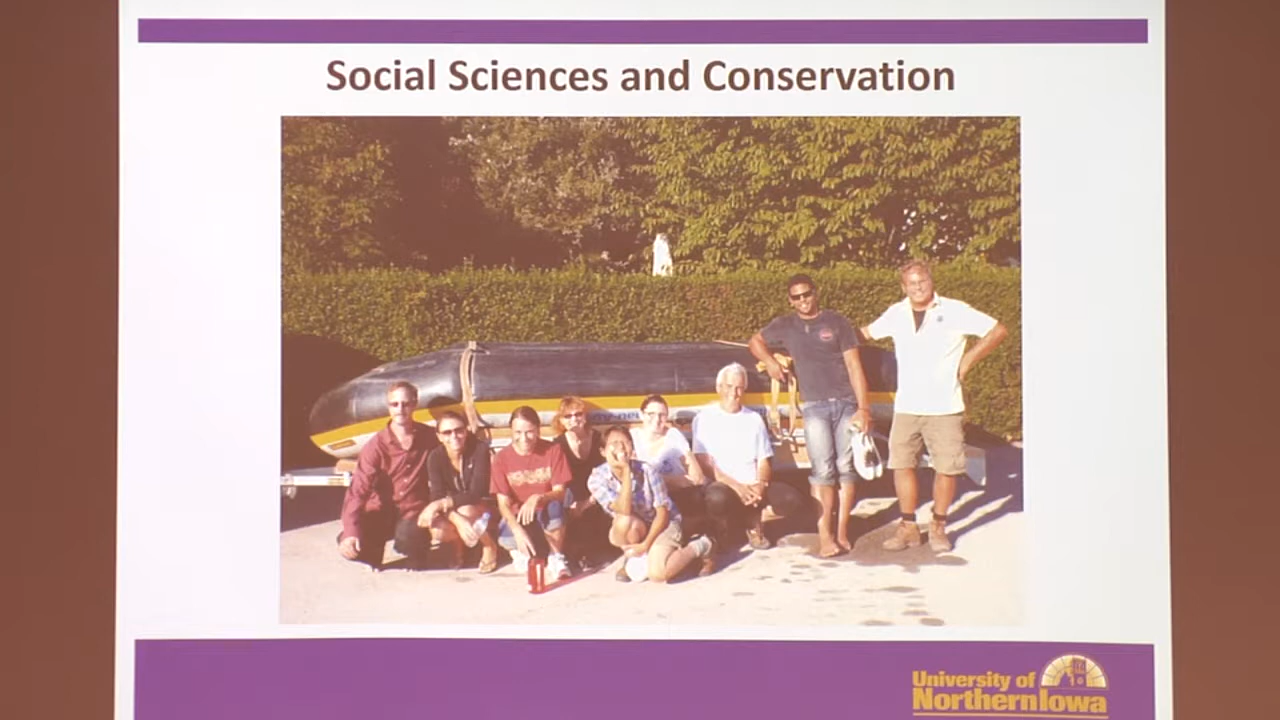 Social Sciences and Conservation
University of
NorthernIowa